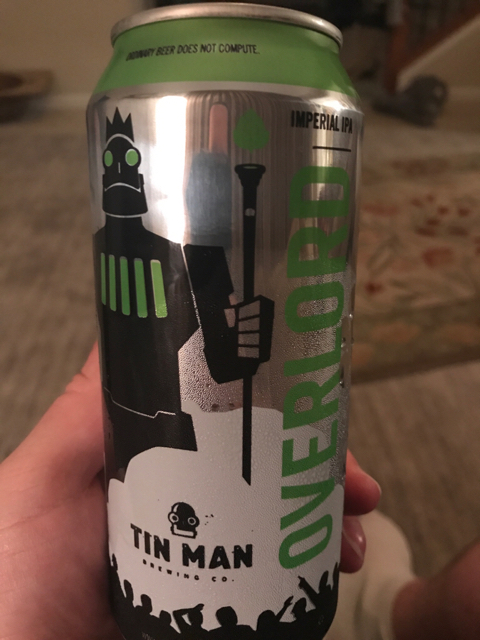 ORDINARY BEER DOES NOT COMPUTE.
IMPERIAL IPA
OVERLORD
TIN MAN
BREWING CO.